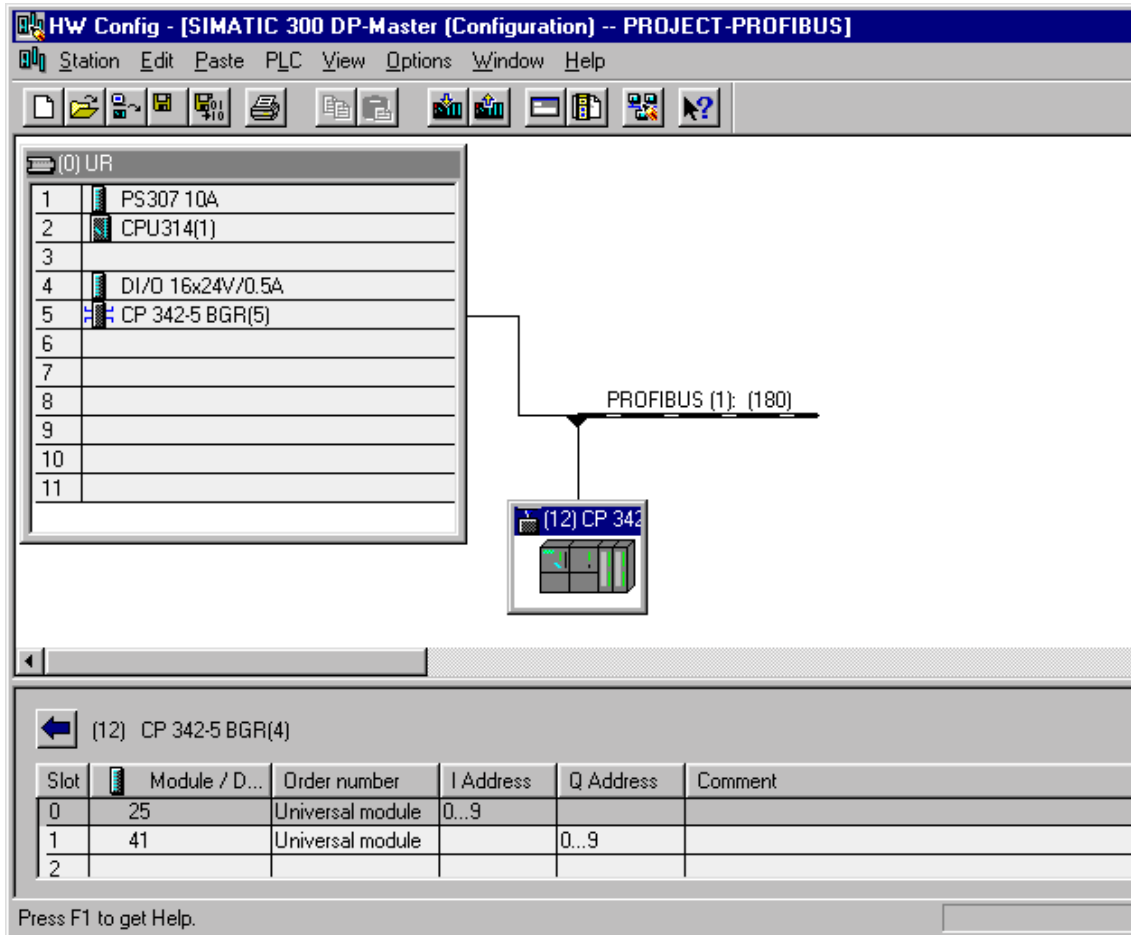 HW Config - [SIMATIC 300 DP-Master (Configuration) -- PROJECT-PROFIBUS]
Station Edit Paste PLC View Options Window Help
(0) UR
1 PS307 10A
2 CPU314(1)
3
4 DI/O 16x24V/0.5A
5 CP 342-5 BGR(5)
6
7
8
9
10
11
PROFIBUS (1): (180)
(12) CP 342
(12) CP 342-5 BGR(4)
Slot Module / D... Order number I Address Q Address Comment
0 25 Universal module 0...9
1 41 Universal module 0...9
2
Press F1 to get Help.